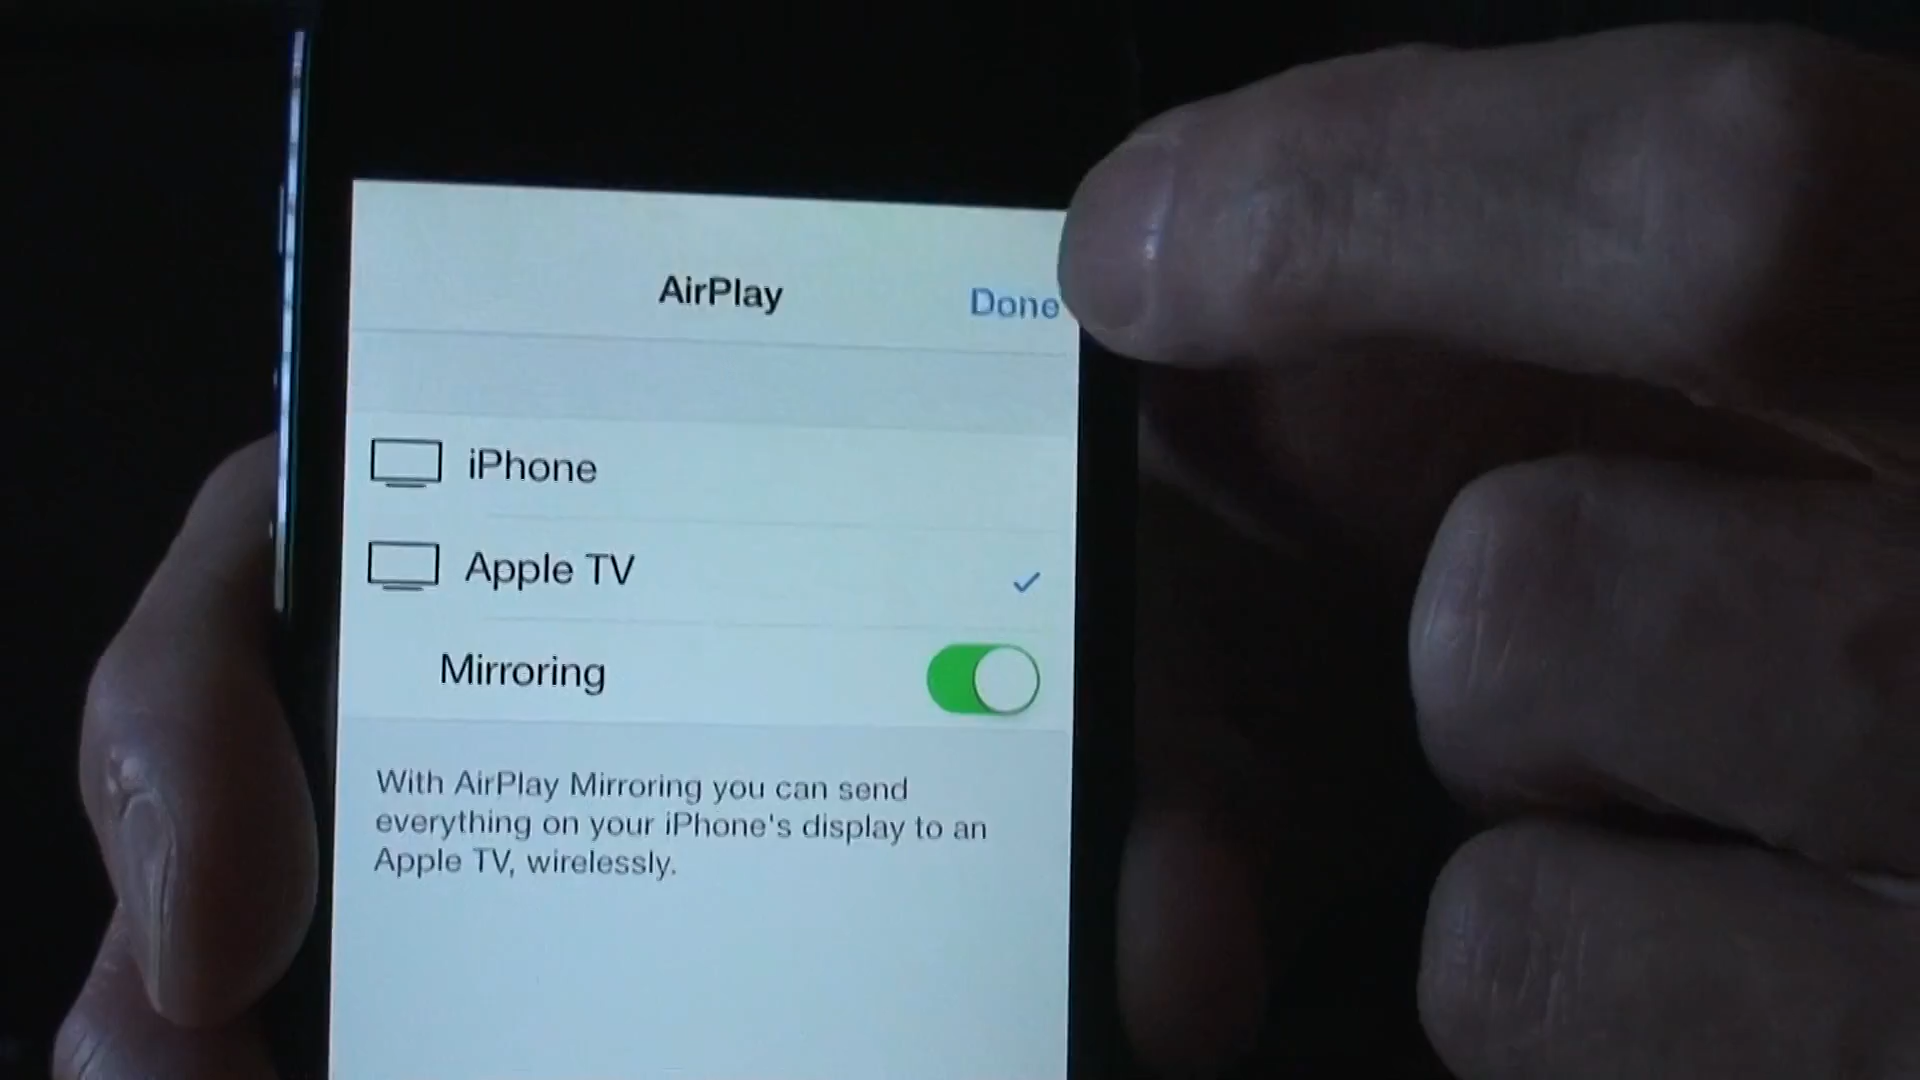 AirPlay
Done
iPhone
Apple TV
Mirroring
With AirPlay Mirroring you can send
everything on your iPhone's display to an
Apple TV, wirelessly.